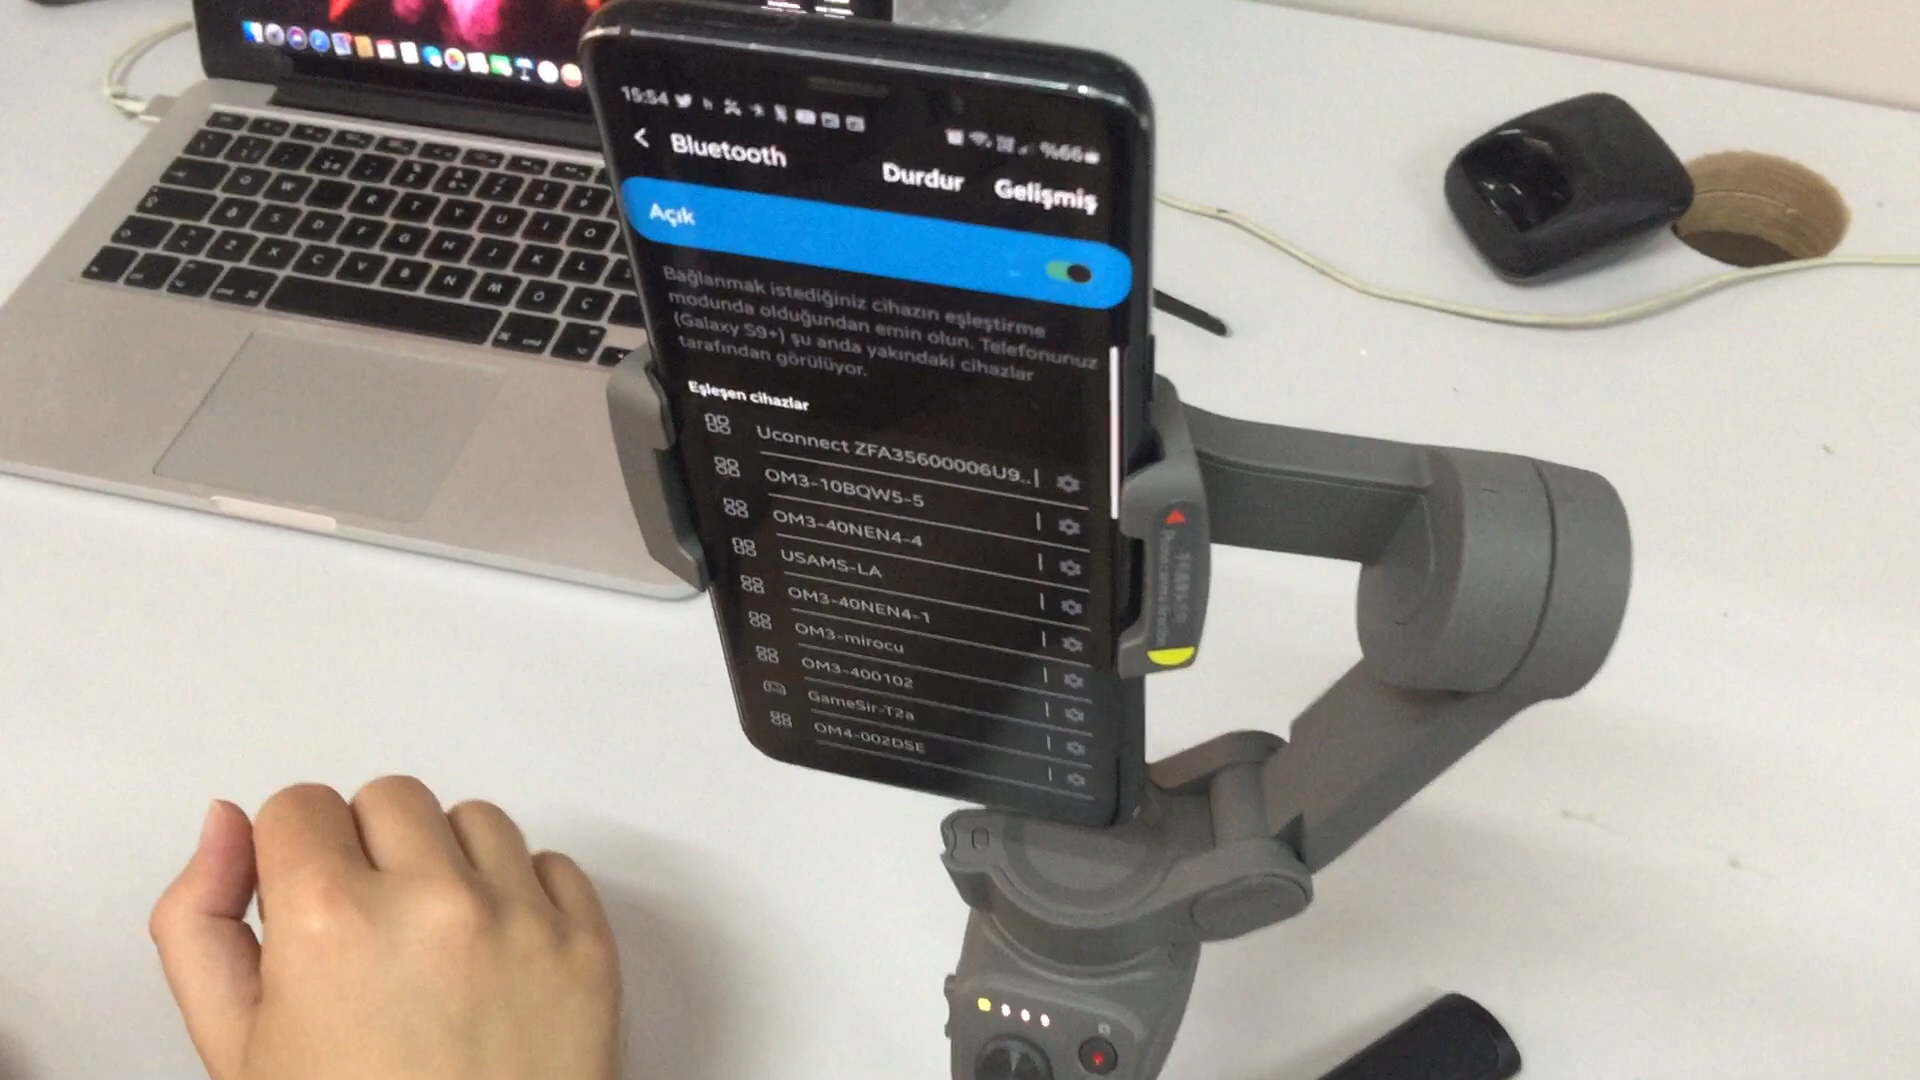 15:54
%66
Bluetooth
Durdur
Gelişmiş
Açık
Bağlanmak istediğiniz cihazın eşleştirme
modunda olduğundan emin olun. Telefonunuz
(Galaxy S9+) şu anda yakındaki cihazlar
tarafından görülüyor.
Eşleşen cihazlar
Uconnect ZFA35600006U9..
OM3-10BQW5-5
OM3-40NEN4-4
USAMS-LA
OM3-40NEN4-1
OM3-mirocu
OM3-400102
GameSir-T2a
OM4-002DSE